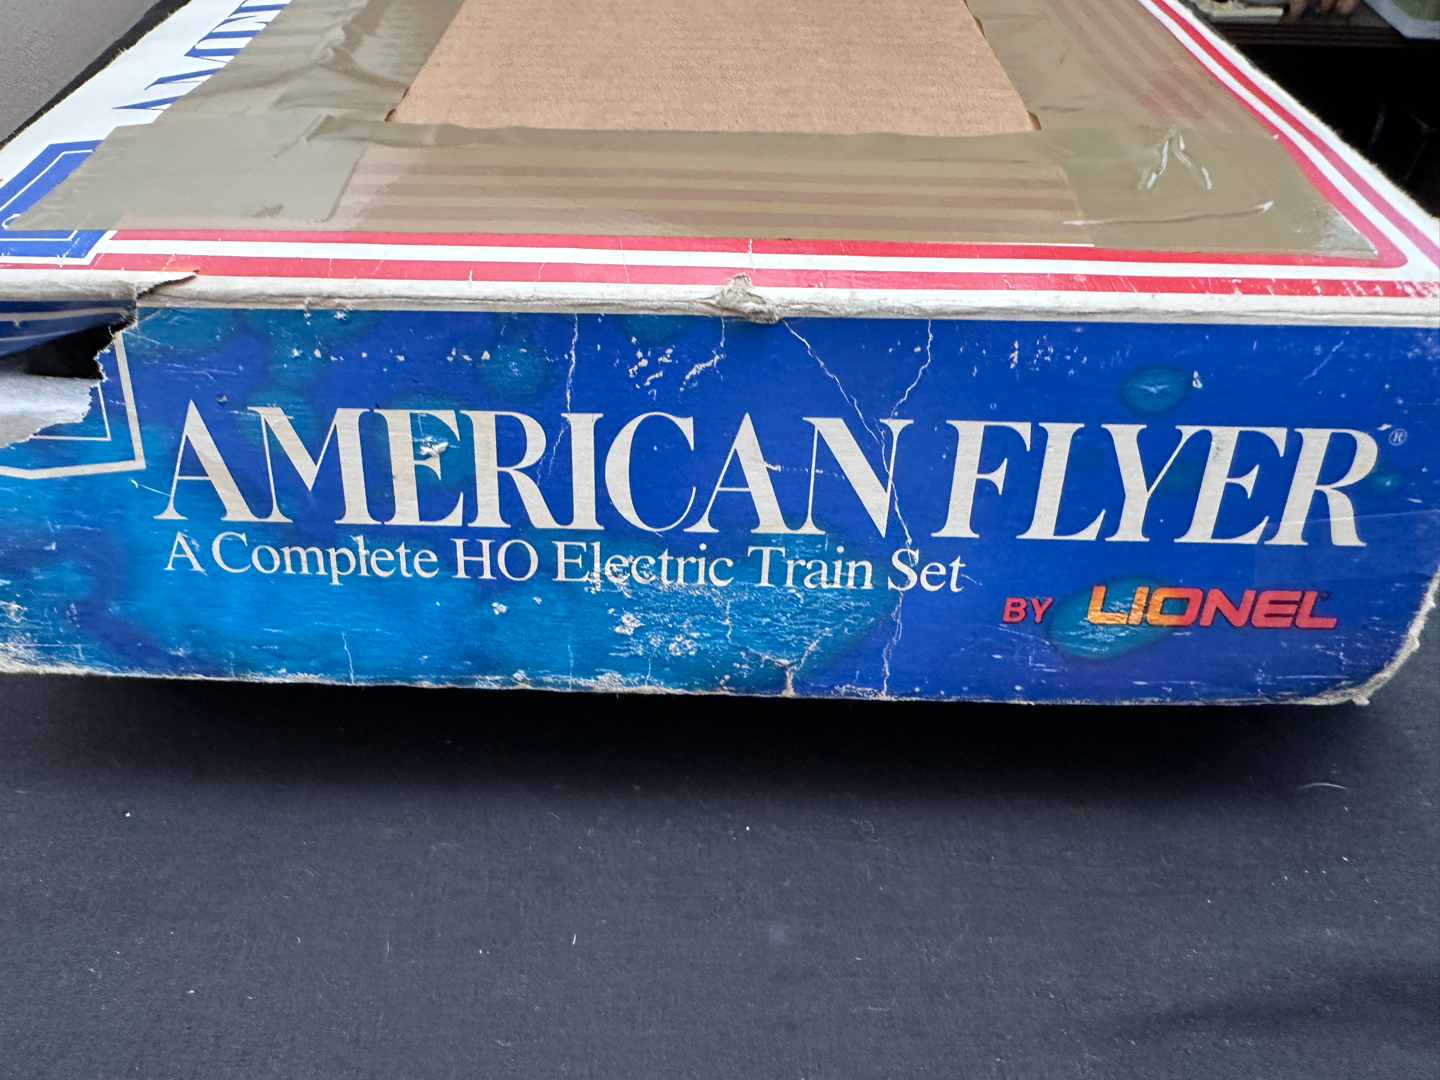 AMERICAN FLYER®
A Complete HO Electric Train Set
BY LIONEL